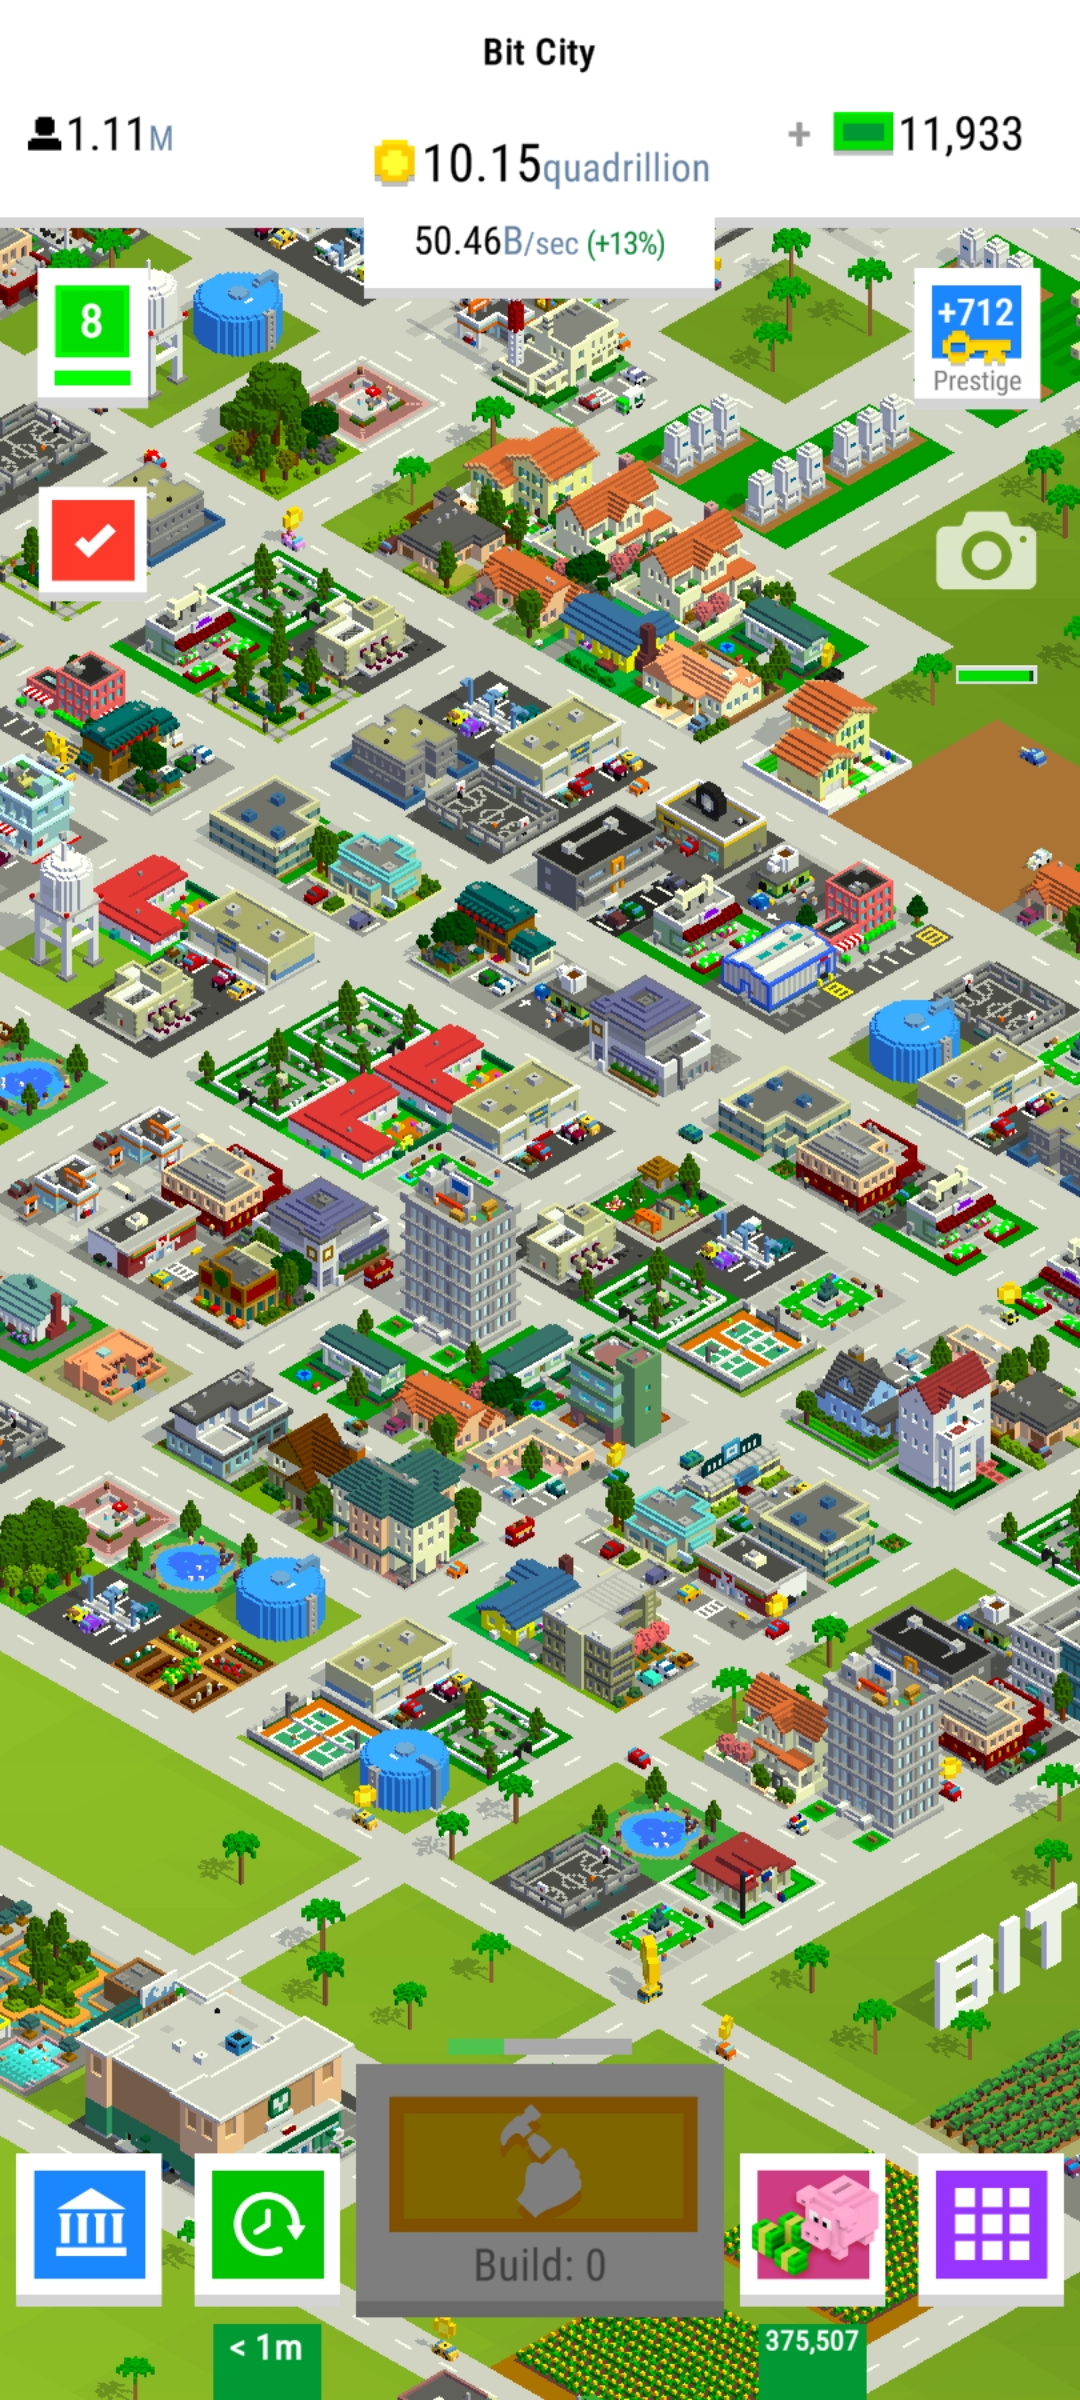 Bit City
1.11M
10.15quadrillion
+ 11,933
50.46B/sec (+13%)
8
+712
Prestige
BIT
Build: 0
< 1m
375,507